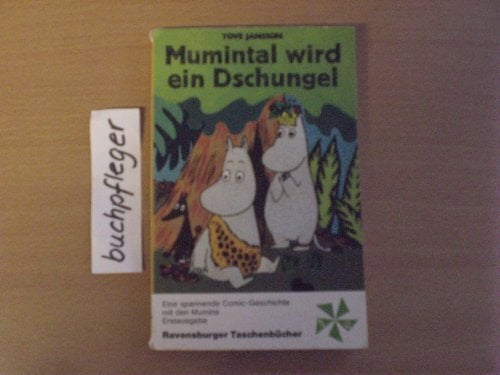 TOVE JANSSON
Mumintal wird
ein Dschungel
buchpfleger
Eine spannende Comic-Geschichte
mit den Mumins
Erstausgabe
Ravensburger Taschenbücher